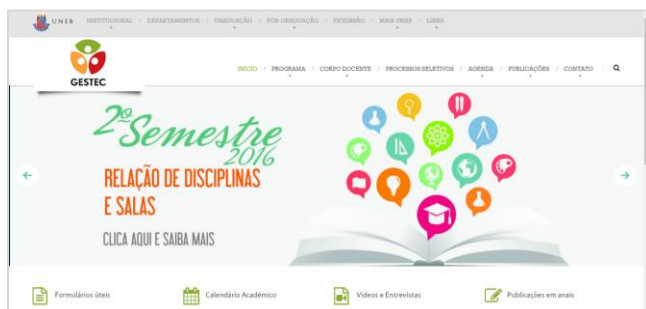 UNEB INSTITUCIONAL / DEPARTAMENTOS / GRADUAÇÃO / PÓS-GRADUAÇÃO / EXTENSÃO / MAIS UNEB / LINKS
GESTEC
INÍCIO / PROGRAMA / CORPO DOCENTE / PROCESSOS SELETIVOS / AGENDA / PUBLICAÇÕES / CONTATO
2º Semestre
2016
RELAÇÃO DE DISCIPLINAS
E SALAS
CLICA AQUI E SAIBA MAIS
Formulários úteis
Calendário Acadêmico
Vídeos e Entrevistas
Publicações em anais